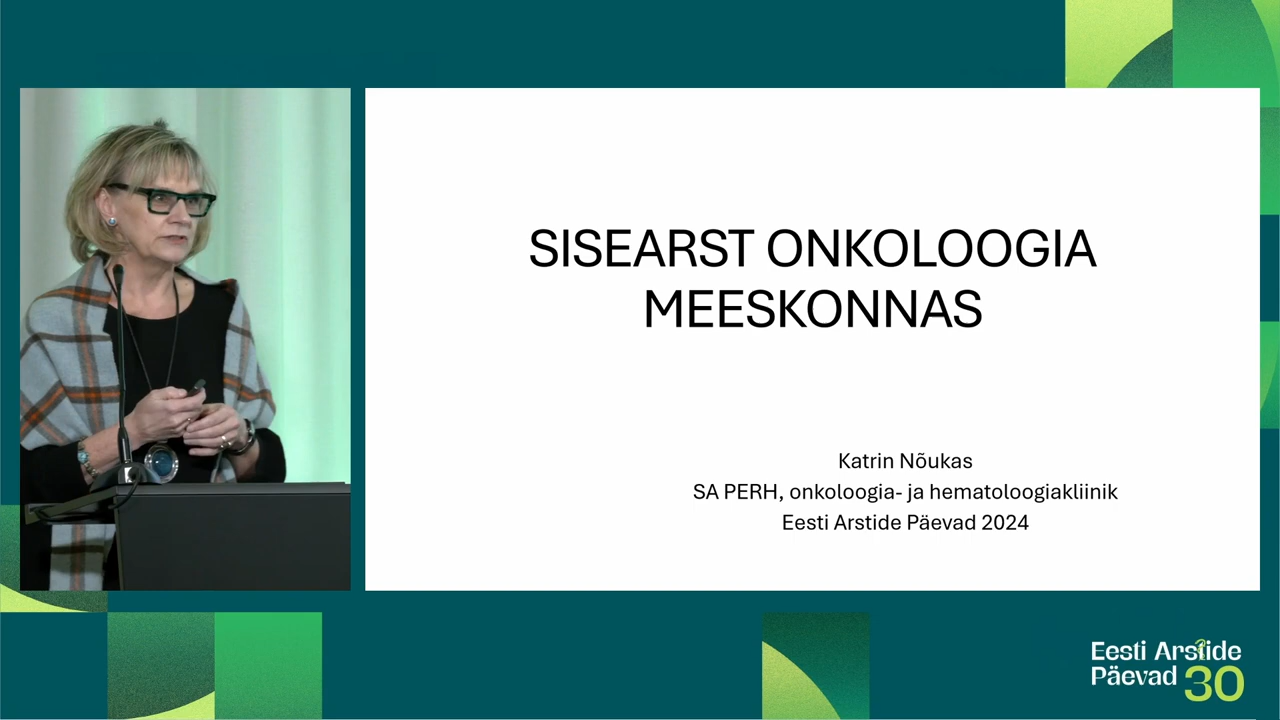 SISEARST ONKOLOOGIA
MEESKONNAS
Katrin Nõukas
SA PERH, onkoloogia- ja hematoloogiakliinik
Eesti Arstide Päevad 2024
Eesti Arstide
Päevad 30